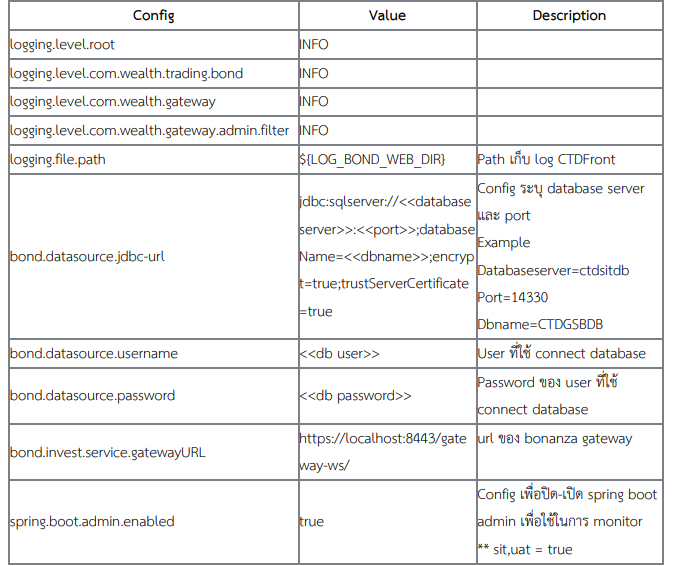 Config Value Description
logging.level.root INFO
logging.level.com.wealth.trading.bond INFO
logging.level.com.wealth.gateway INFO
logging.level.com.wealth.gateway.admin.filter INFO
logging.file.path ${LOG_BOND_WEB_DIR} Path เก็บ log CTDFront
bond.datasource.jdbc-url
jdbc:sqlserver://<<database
server>>:<<port>>;database
Name=<<dbname>>;encryp
t=true;trustServerCertificate
=true
Config ระบุ database server
และ port
Example
Databaseserver=ctdsitdb
Port=14330
Dbname=CTDGSBDB
bond.datasource.username <<db user>> User ที่ใช้ connect database
bond.datasource.password <<db password>>
Password ของ user ที่ใช้
connect database
bond.invest.service.gatewayURL
https://localhost:8443/gate
way-ws/
url ของ bonanza gateway
spring.boot.admin.enabled true
Config เพื่อปิด-เปิด spring boot
admin เพื่อใช้ในการ monitor
** sit,uat = true